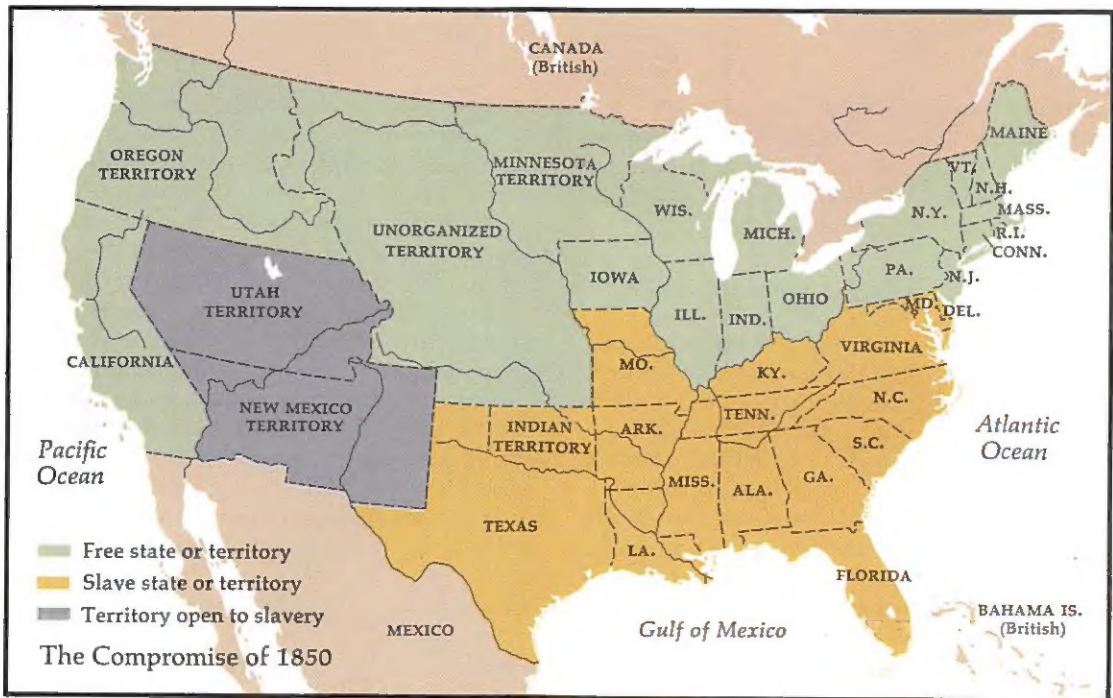 CANADA
(British)
MAINE
OREGON
TERRITORY
MINNESOTA
TERRITORY
VT.
N.H.
WIS.
N.Y.
MASS.
MICH.
R.I.
CONN.
UNORGANIZED
TERRITORY
IOWA
PA.
N.J.
OHIO
UTAH
TERRITORY
ILL.
IND.
MD.
DEL.
CALIFORNIA
MO.
KY.
VIRGINIA
NEW MEXICO
TERRITORY
INDIAN
TERRITORY
ARK.
TENN.
N.C.
Pacific
Ocean
Atlantic
Ocean
S.C.
MISS.
ALA.
GA.
TEXAS
LA.
FLORIDA
Free state or territory
Slave state or territory
Territory open to slavery
MEXICO
Gulf of Mexico
BAHAMA IS.
(British)
The Compromise of 1850